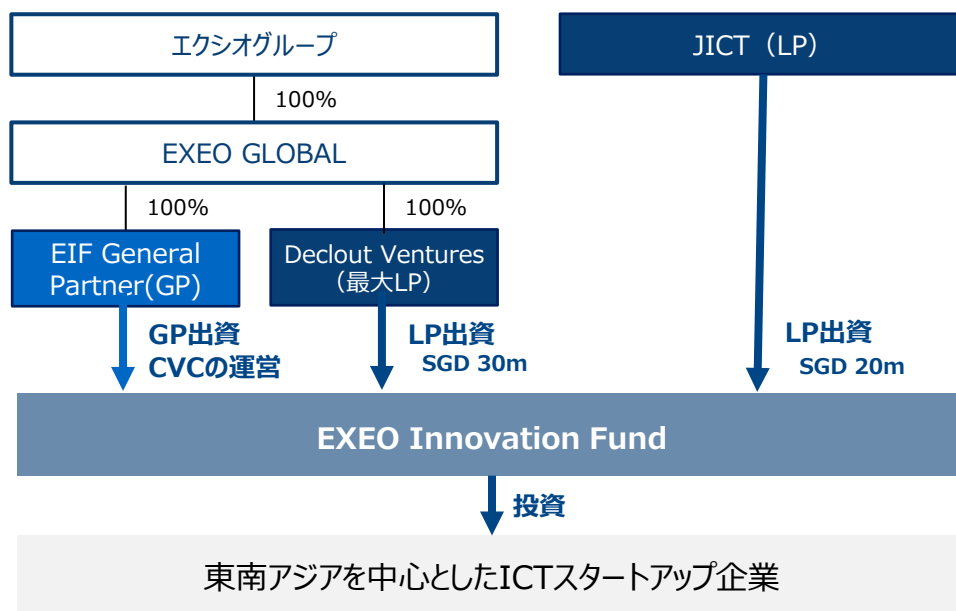 エクシオグループ
JICT（LP）
100%
EXEO GLOBAL
100%
100%
EIF General
Partner(GP)
Declout Ventures
（最大LP）
GP出資
CVCの運営
LP出資
SGD 30m
LP出資
SGD 20m
EXEO Innovation Fund
投資
東南アジアを中心としたICTスタートアップ企業